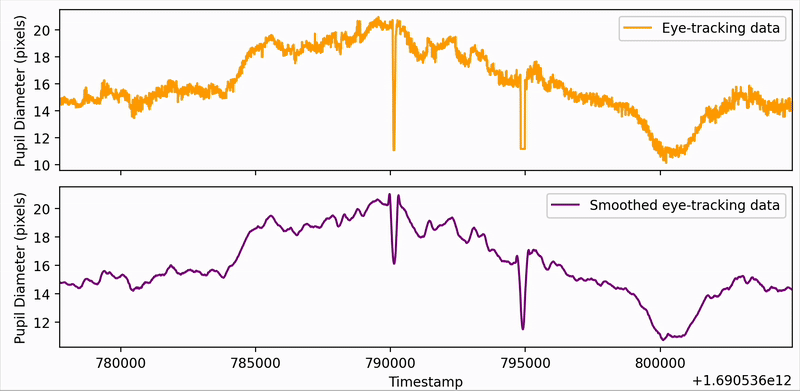 Pupil Diameter (pixels)
20
18
16
14
12
10
Eye-tracking data
Pupil Diameter (pixels)
20
18
16
14
12
Smoothed eye-tracking data
780000 785000 790000 795000 800000
Timestamp
+1.690536e12